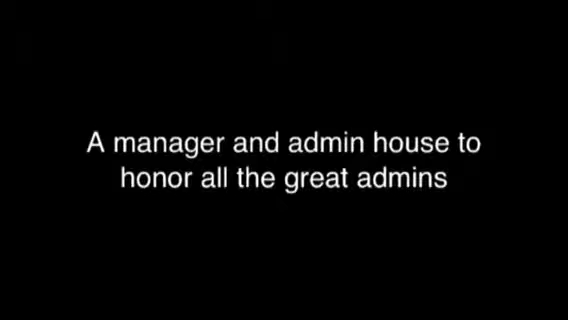 A manager and admin house to
honor all the great admins